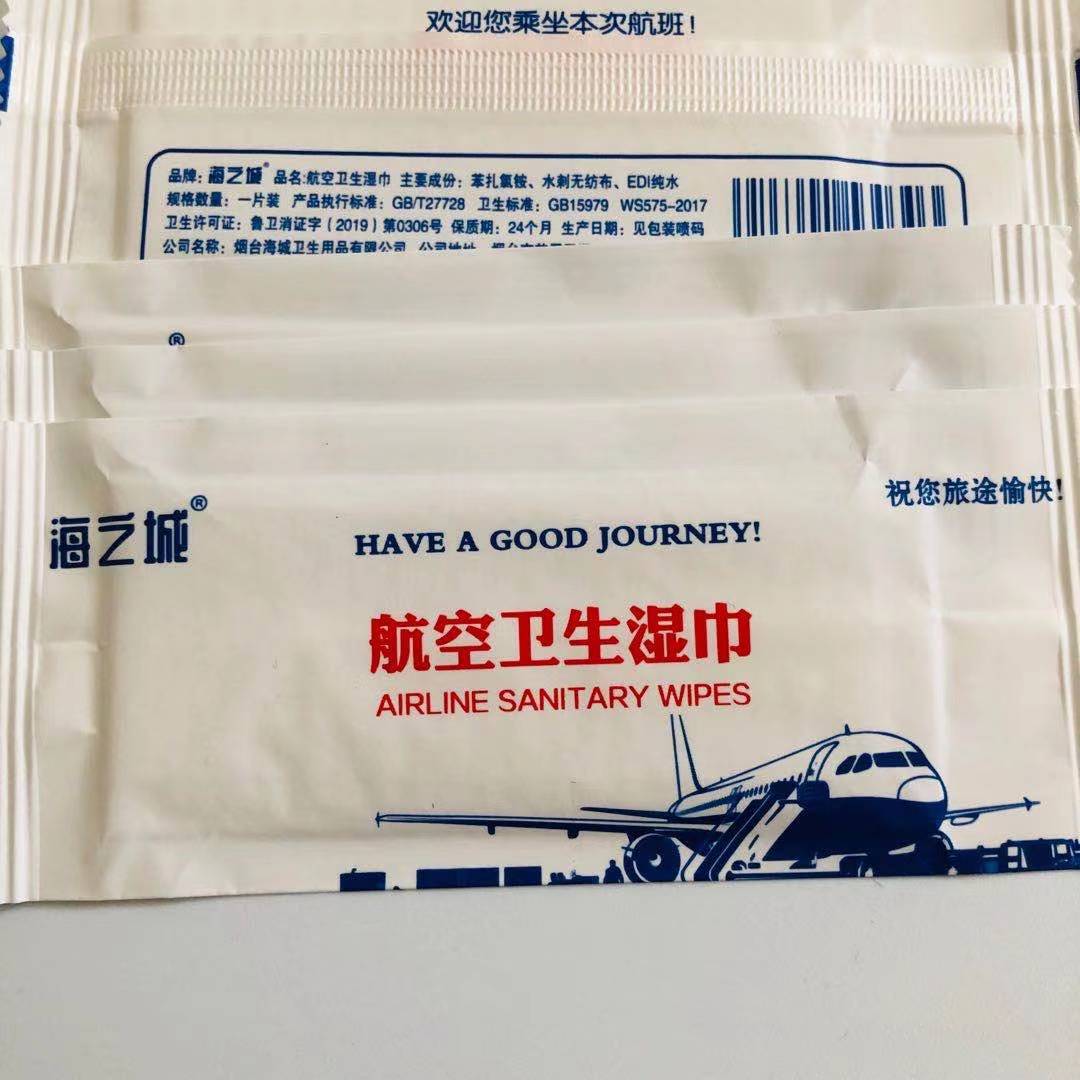 欢迎您乘坐本次航班!
品牌: 海之城® 品名:航空卫生湿巾 主要成份: 苯扎氯铵、水刺无纺布、EDI纯水
规格数量: 一片装 产品执行标准: GB/T27728 卫生标准: GB15979 WS575-2017
卫生许可证: 鲁卫消证字 (2019) 第0306号 保质期: 24个月 生产日期: 见包装喷码
公司名称: 烟台海城卫生用品有限公司 公司地址:
®
海之城®
祝您旅途愉快!
HAVE A GOOD JOURNEY!
航空卫生湿巾
AIRLINE SANITARY WIPES